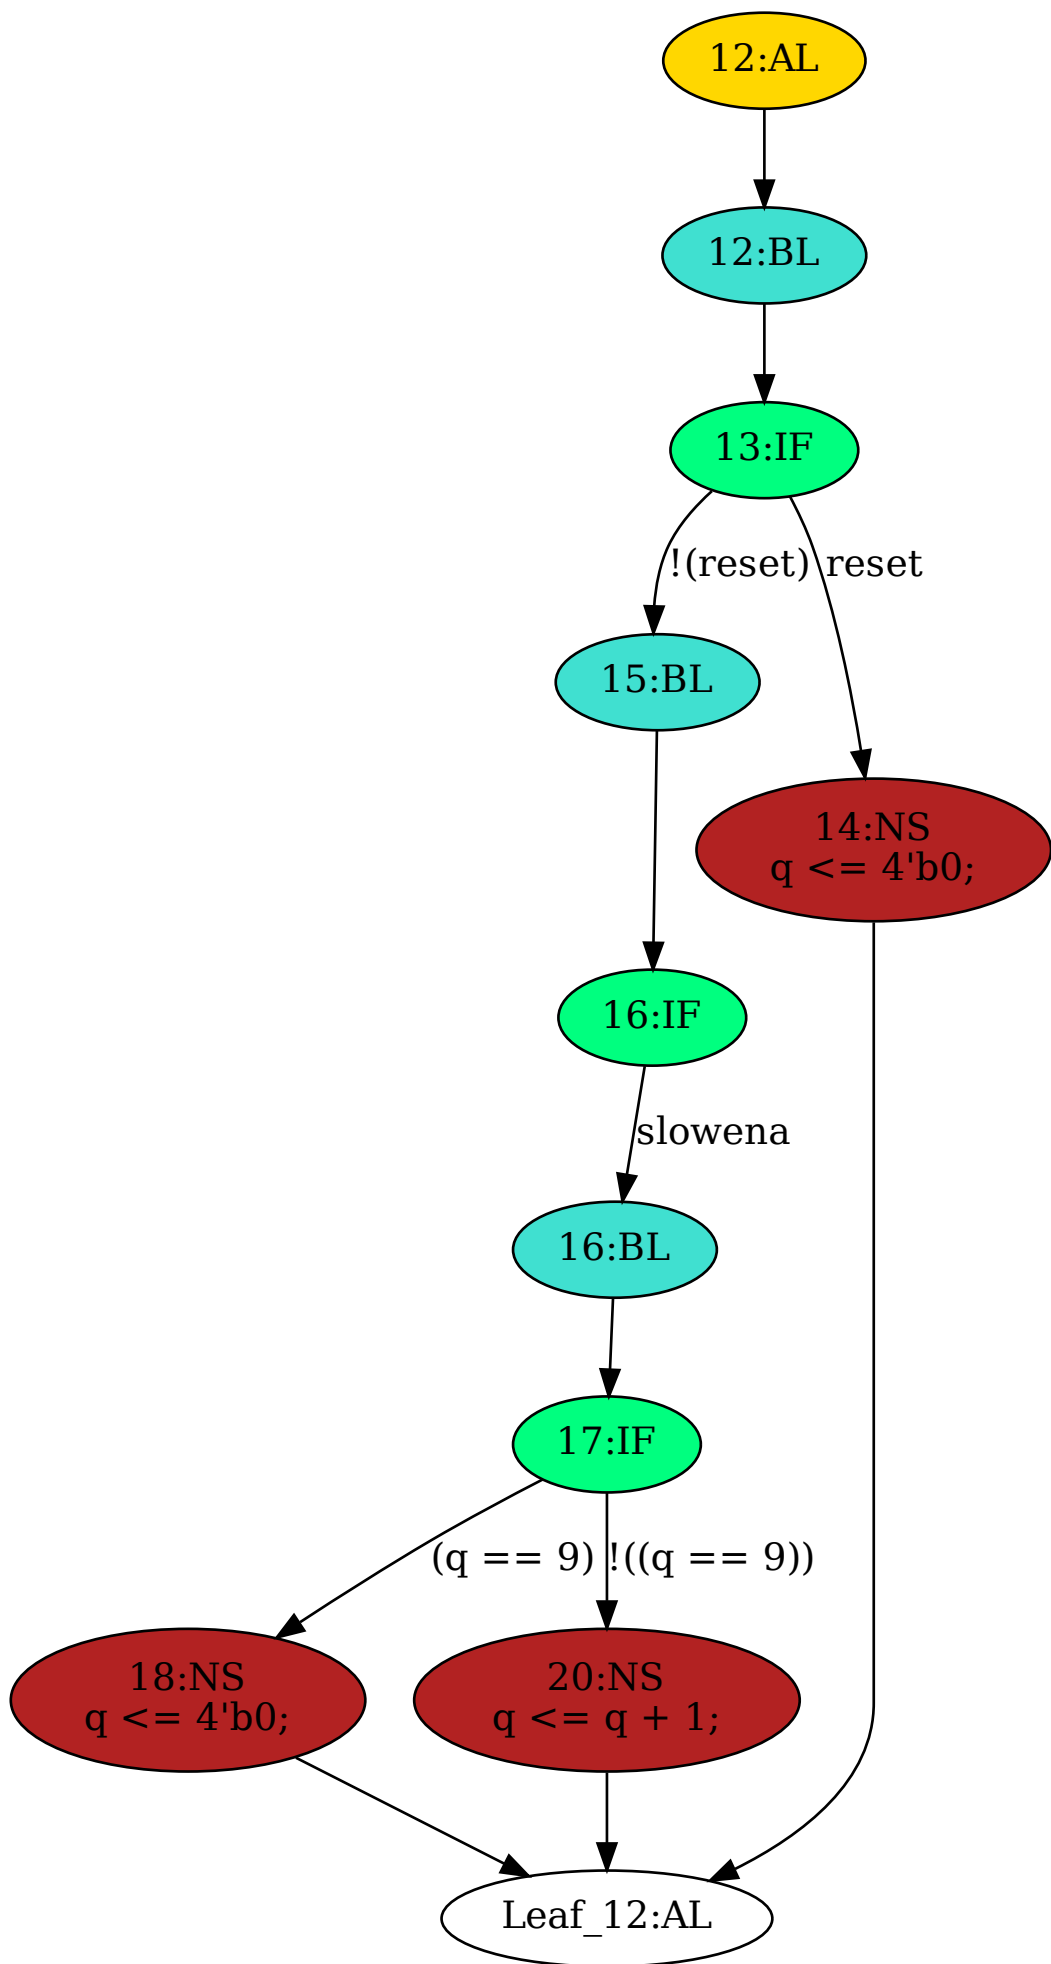 12:AL
12:BL
13:IF
!(reset)
reset
15:BL
14:NS
q <= 4'b0;
16:IF
slowena
16:BL
17:IF
(q == 9)
!((q == 9))
18:NS
q <= 4'b0;
20:NS
q <= q + 1;
Leaf_12:AL